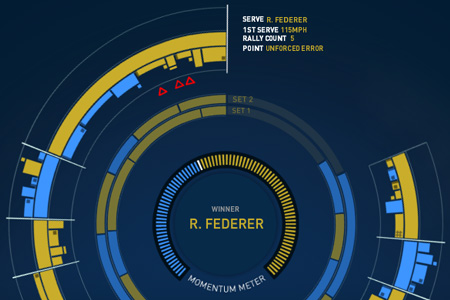 SERVE R. FEDERER
1ST SERVE 115MPH
RALLY COUNT 5
POINT UNFORCED ERROR
SET 2
SET 1
WINNER
R. FEDERER
MOMENTUM METER